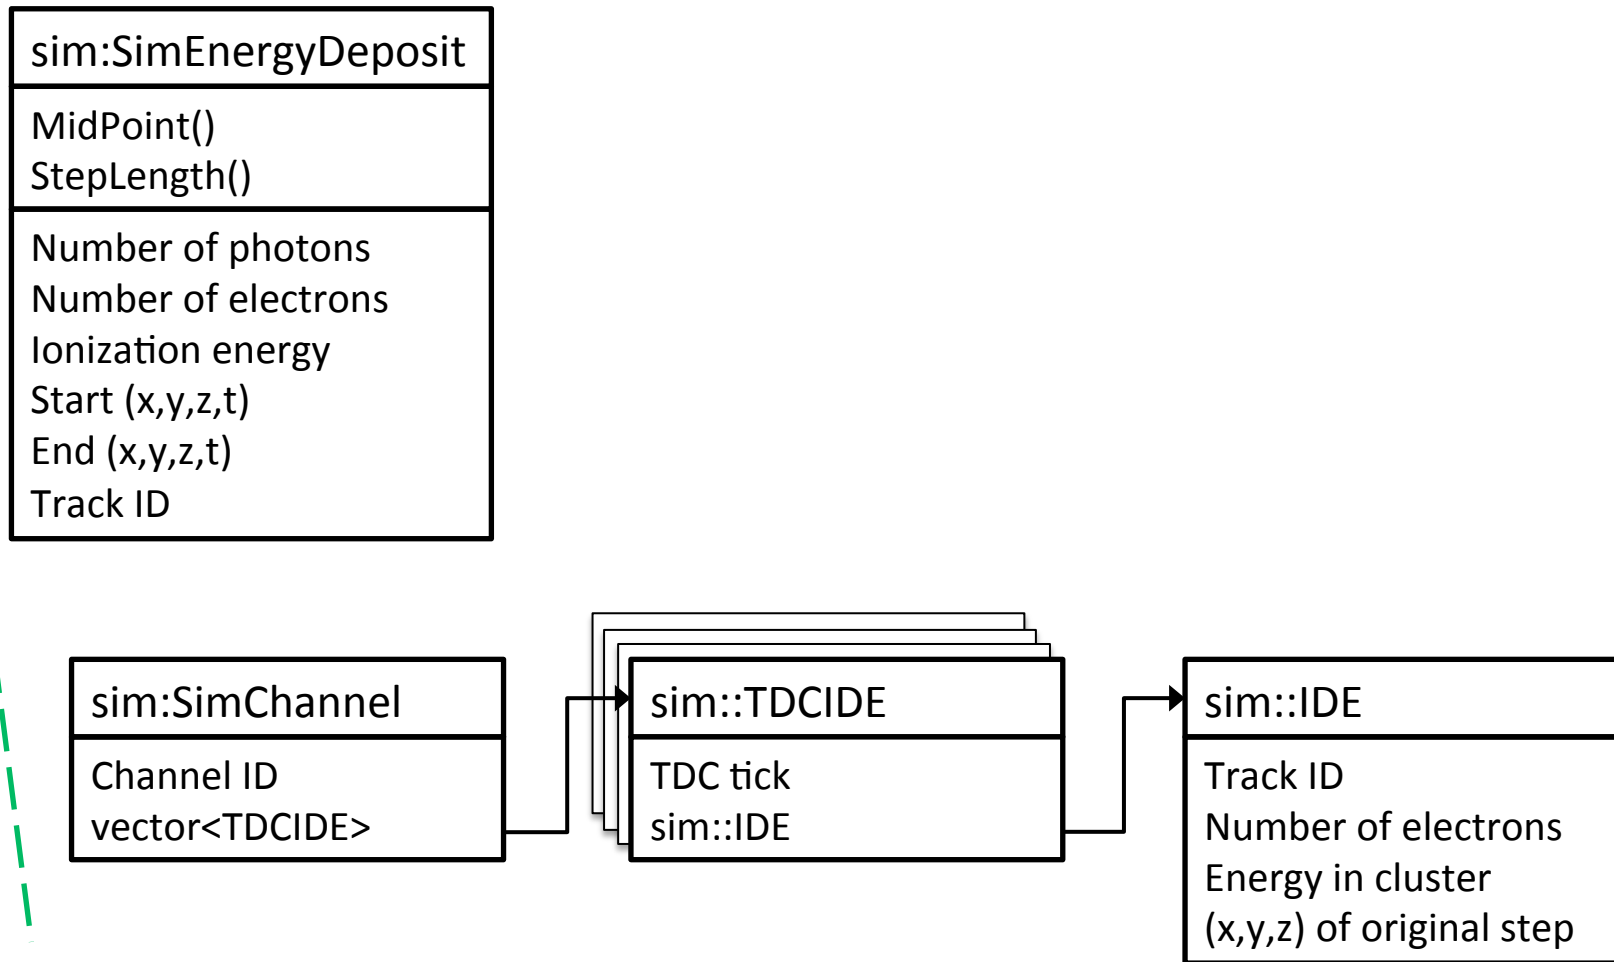 sim:SimEnergyDeposit
MidPoint()
StepLength()
Number of photons
Number of electrons
Ionization energy
Start (x,y,z,t)
End (x,y,z,t)
Track ID
sim:SimChannel
Channel ID
vector<TDCIDE>
sim::TDCIDE
TDC tick
sim::IDE
sim::IDE
Track ID
Number of electrons
Energy in cluster
(x,y,z) of original step